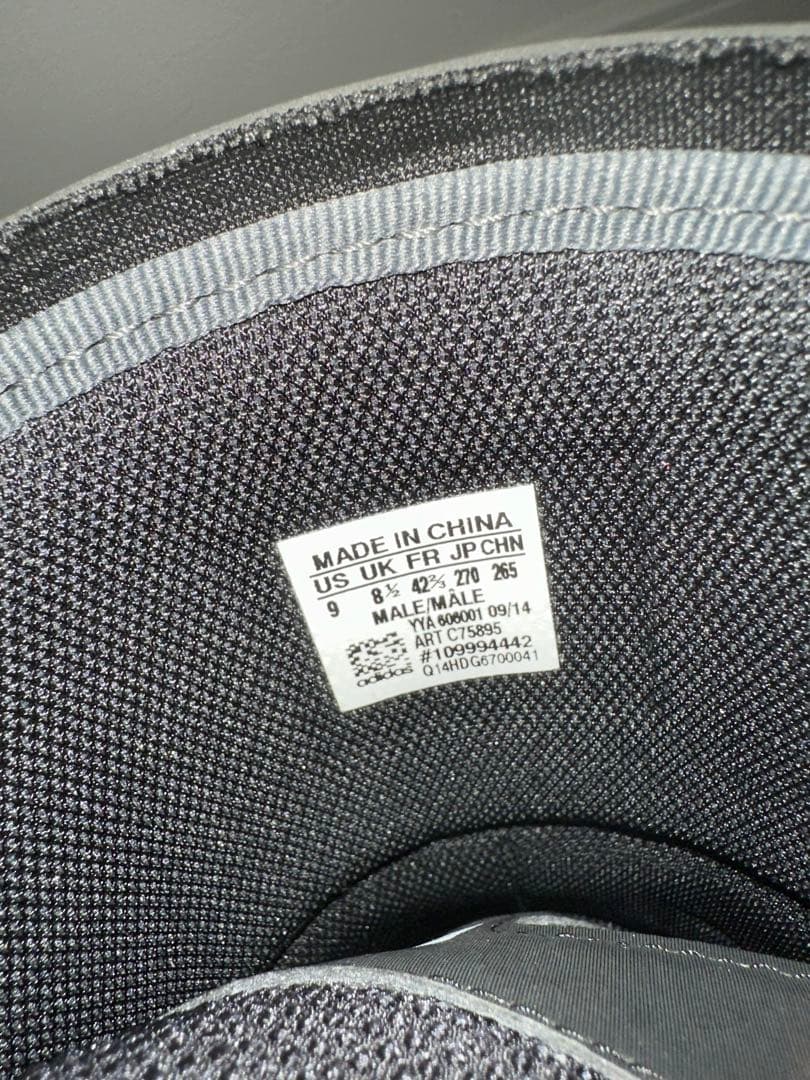 MADE IN CHINA
US UK FR JP CHN
9 8½ 42⅔ 270 265
MALE/MÂLE
YYA 606001 09/14
ART C75895
#109994442
Q14HDG6700041
adidas